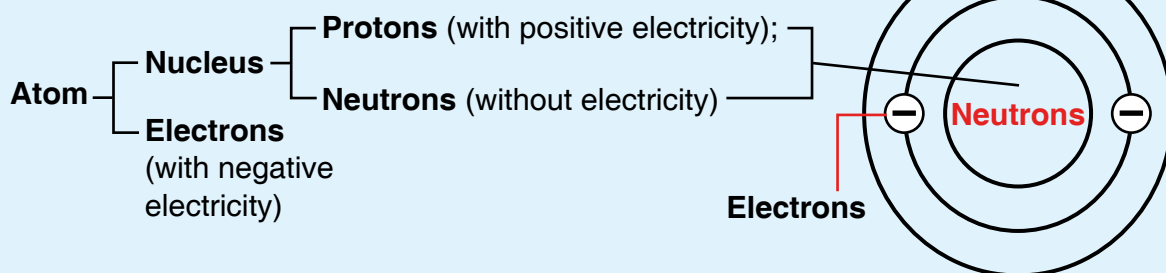 Protons (with positive electricity);
Nucleus
Atom
Neutrons (without electricity)
Neutrons
Electrons
(with negative
electricity)
Electrons